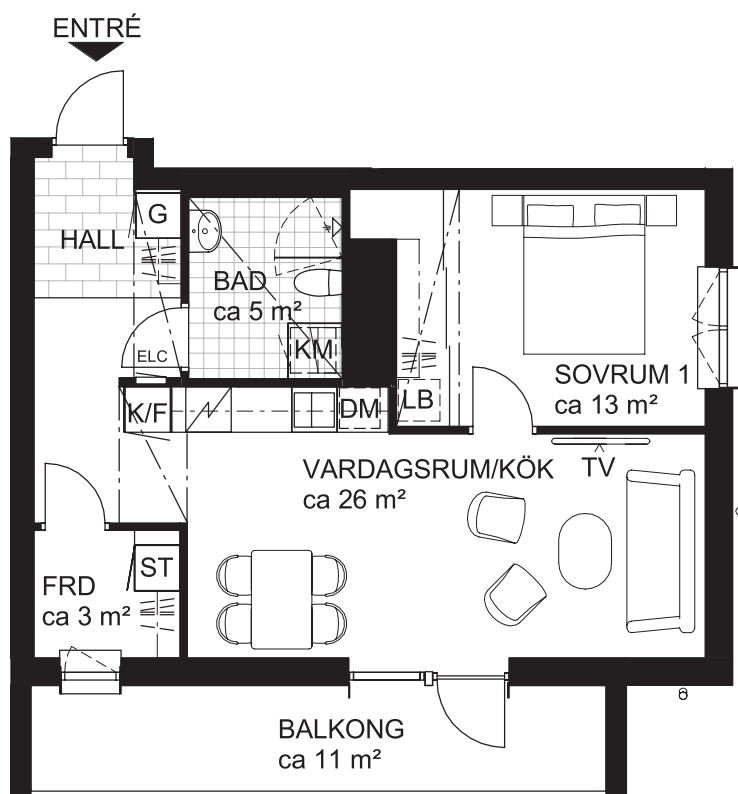 ENTRÉ
G
HALL
BAD
ca 5 m²
KM
ELC
SOVRUM 1
ca 13 m²
K/F
DM
LB
VARDAGSRUM/KÖK
ca 26 m²
TV
ST
FRD
ca 3 m²
BALKONG
ca 11 m²